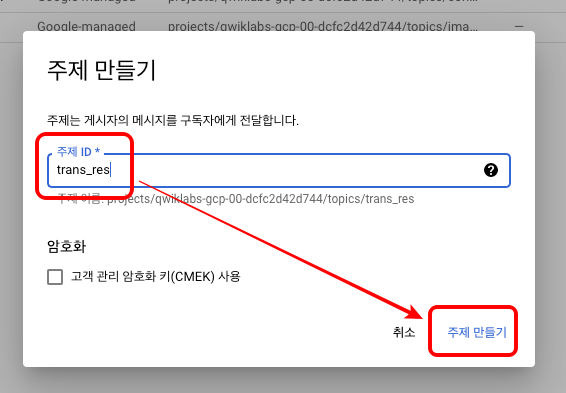 Google-managed projects/qwiklabs-gcp-00-dcfc2d42d744/topics/ima... —
주제 만들기
주제는 게시자의 메시지를 구독자에게 전달합니다.
주제 ID *
trans_res
주제 이름: projects/qwiklabs-gcp-00-dcfc2d42d744/topics/trans_res
암호화
고객 관리 암호화 키(CMEK) 사용
취소 주제 만들기